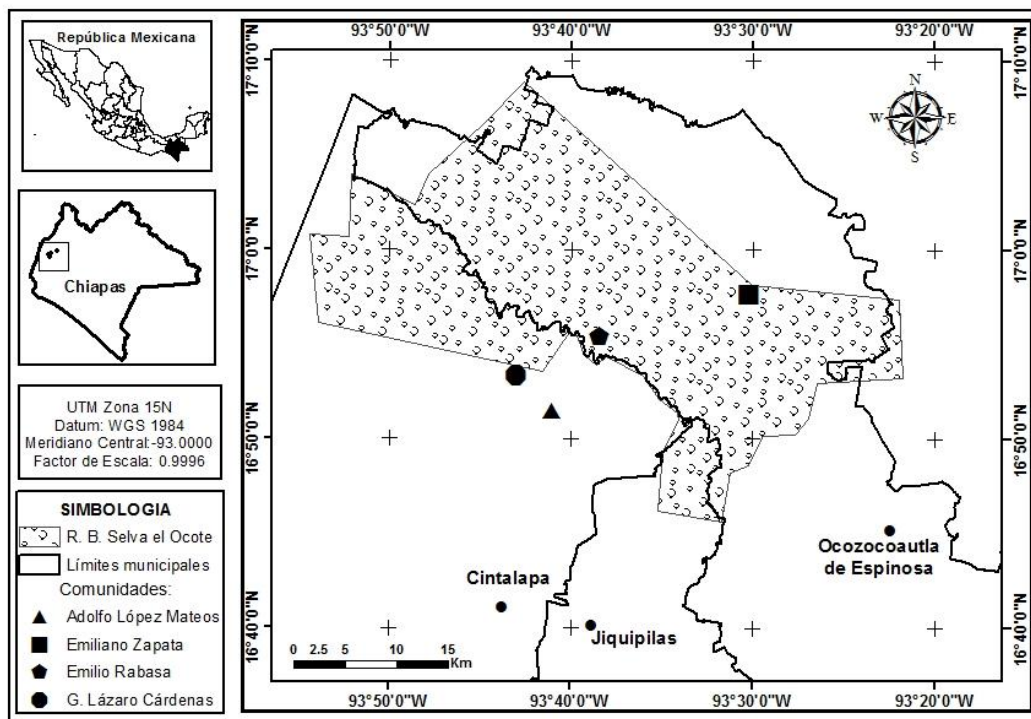 República Mexicana
Chiapas
UTM Zona 15N
Datum: WGS 1984
Meridiano Central:-93.0000
Factor de Escala: 0.9996
SIMBOLOGIA
R. B. Selva el Ocote
Límites municipales
Comunidades:
Adolfo López Mateos
Emiliano Zapata
Emilio Rabasa
G. Lázaro Cárdenas
93°50'0"W 93°40'0"W 93°30'0"W 93°20'0"W
17°10'0"N 17°10'0"N
N
W E
S
17°0'0"N 17°0'0"N
16°50'0"N 16°50'0"N
Ocozocoautla
de Espinosa
Cintalapa
Jiquipilas
16°40'0"N 16°40'0"N
0 2.5 5 10 15
Km
93°50'0"W 93°40'0"W 93°30'0"W 93°20'0"W